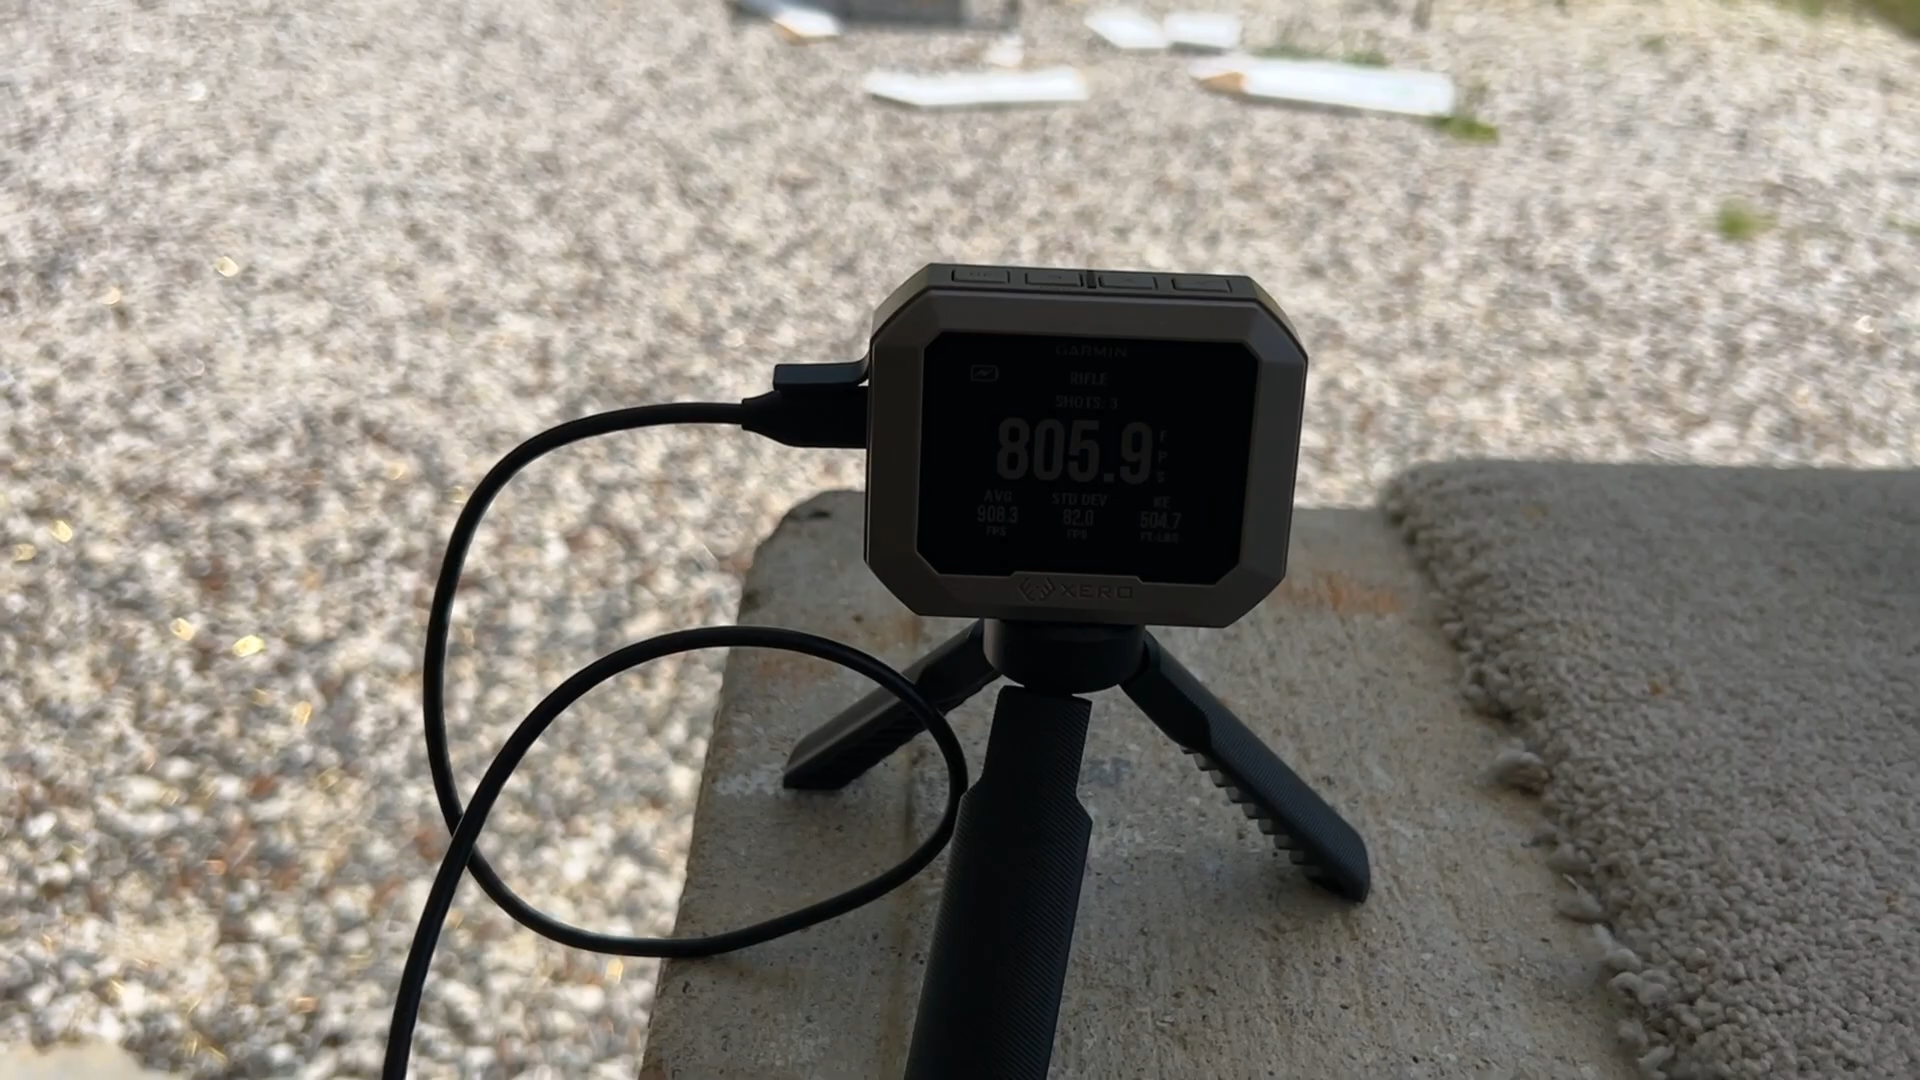 GARMIN
RIFLE
SHOTS: 3
805.9 FPS
AVG STD DEV KE
908.3 82.0 504.7
FPS FPS FT-LBS
XERO